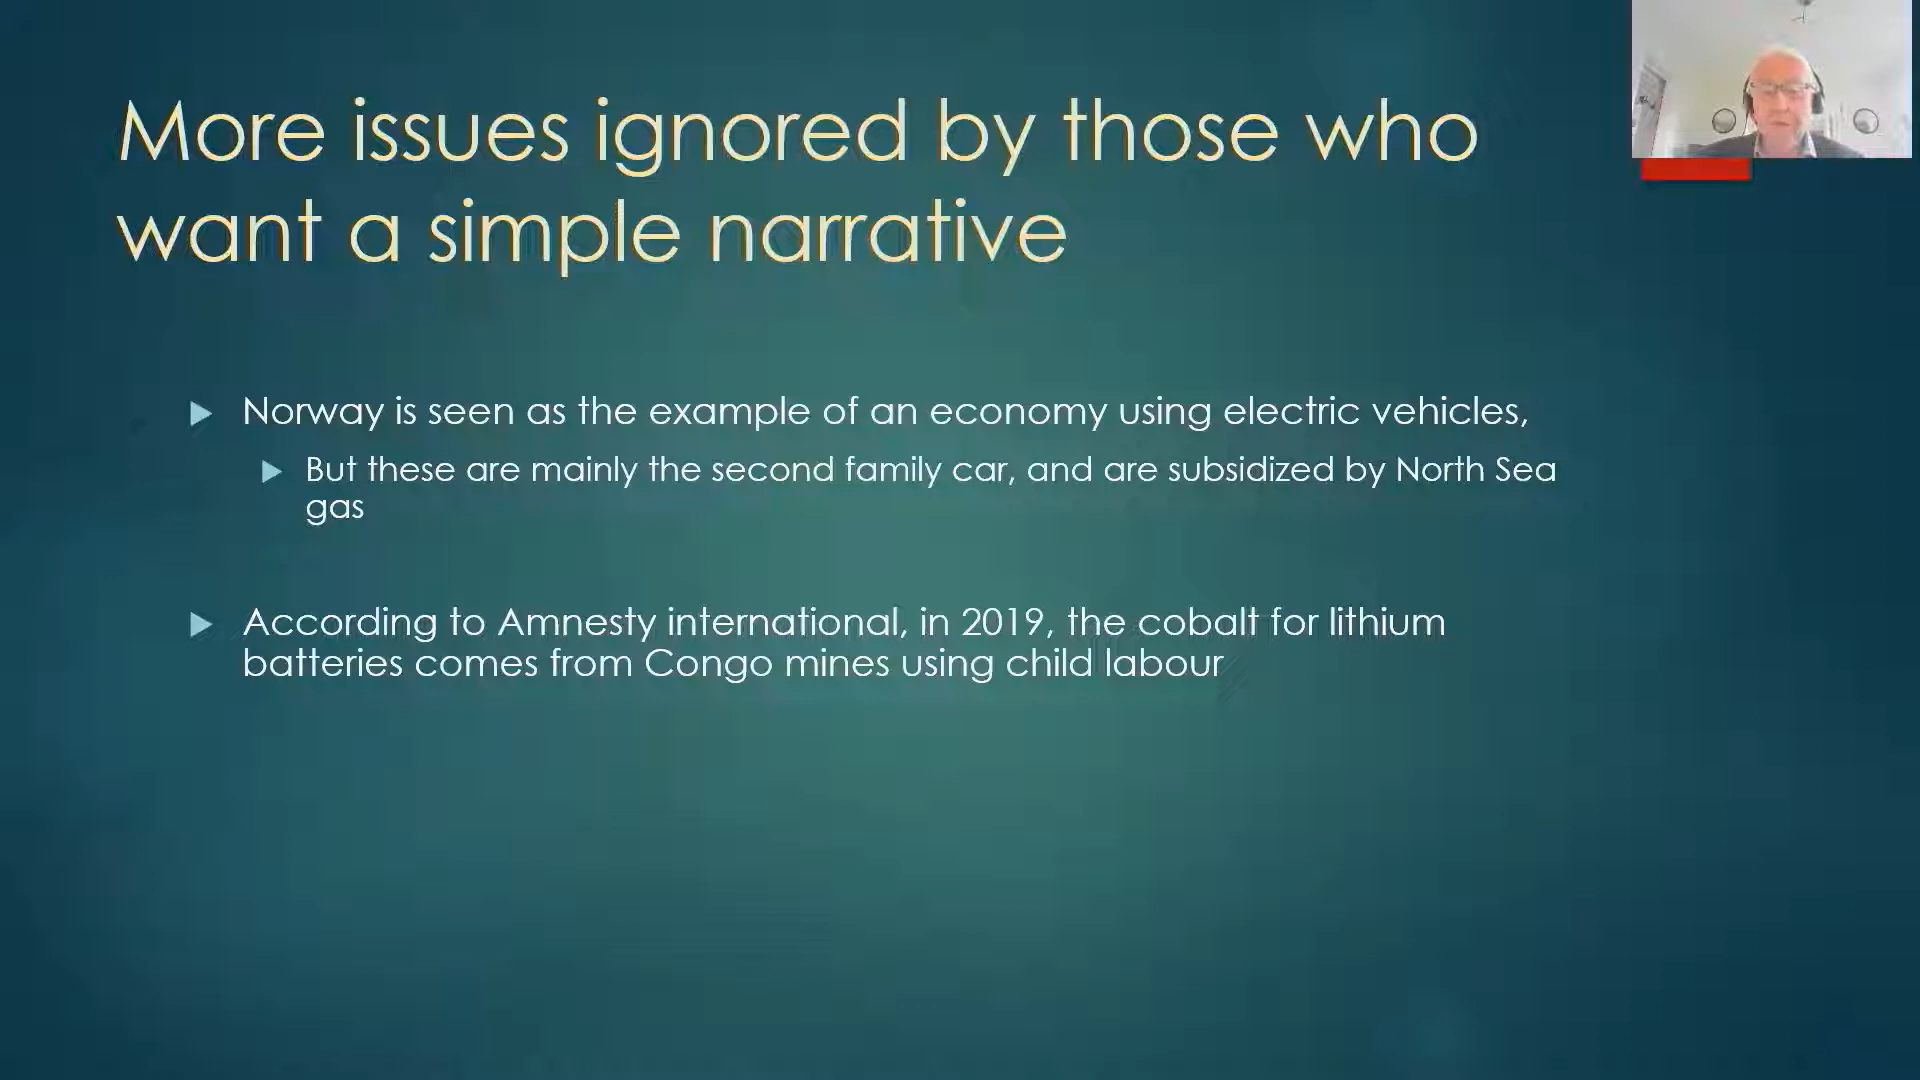 More issues ignored by those who
want a simple narrative
Norway is seen as the example of an economy using electric vehicles,
But these are mainly the second family car, and are subsidized by North Sea
gas
According to Amnesty international, in 2019, the cobalt for lithium
batteries comes from Congo mines using child labour